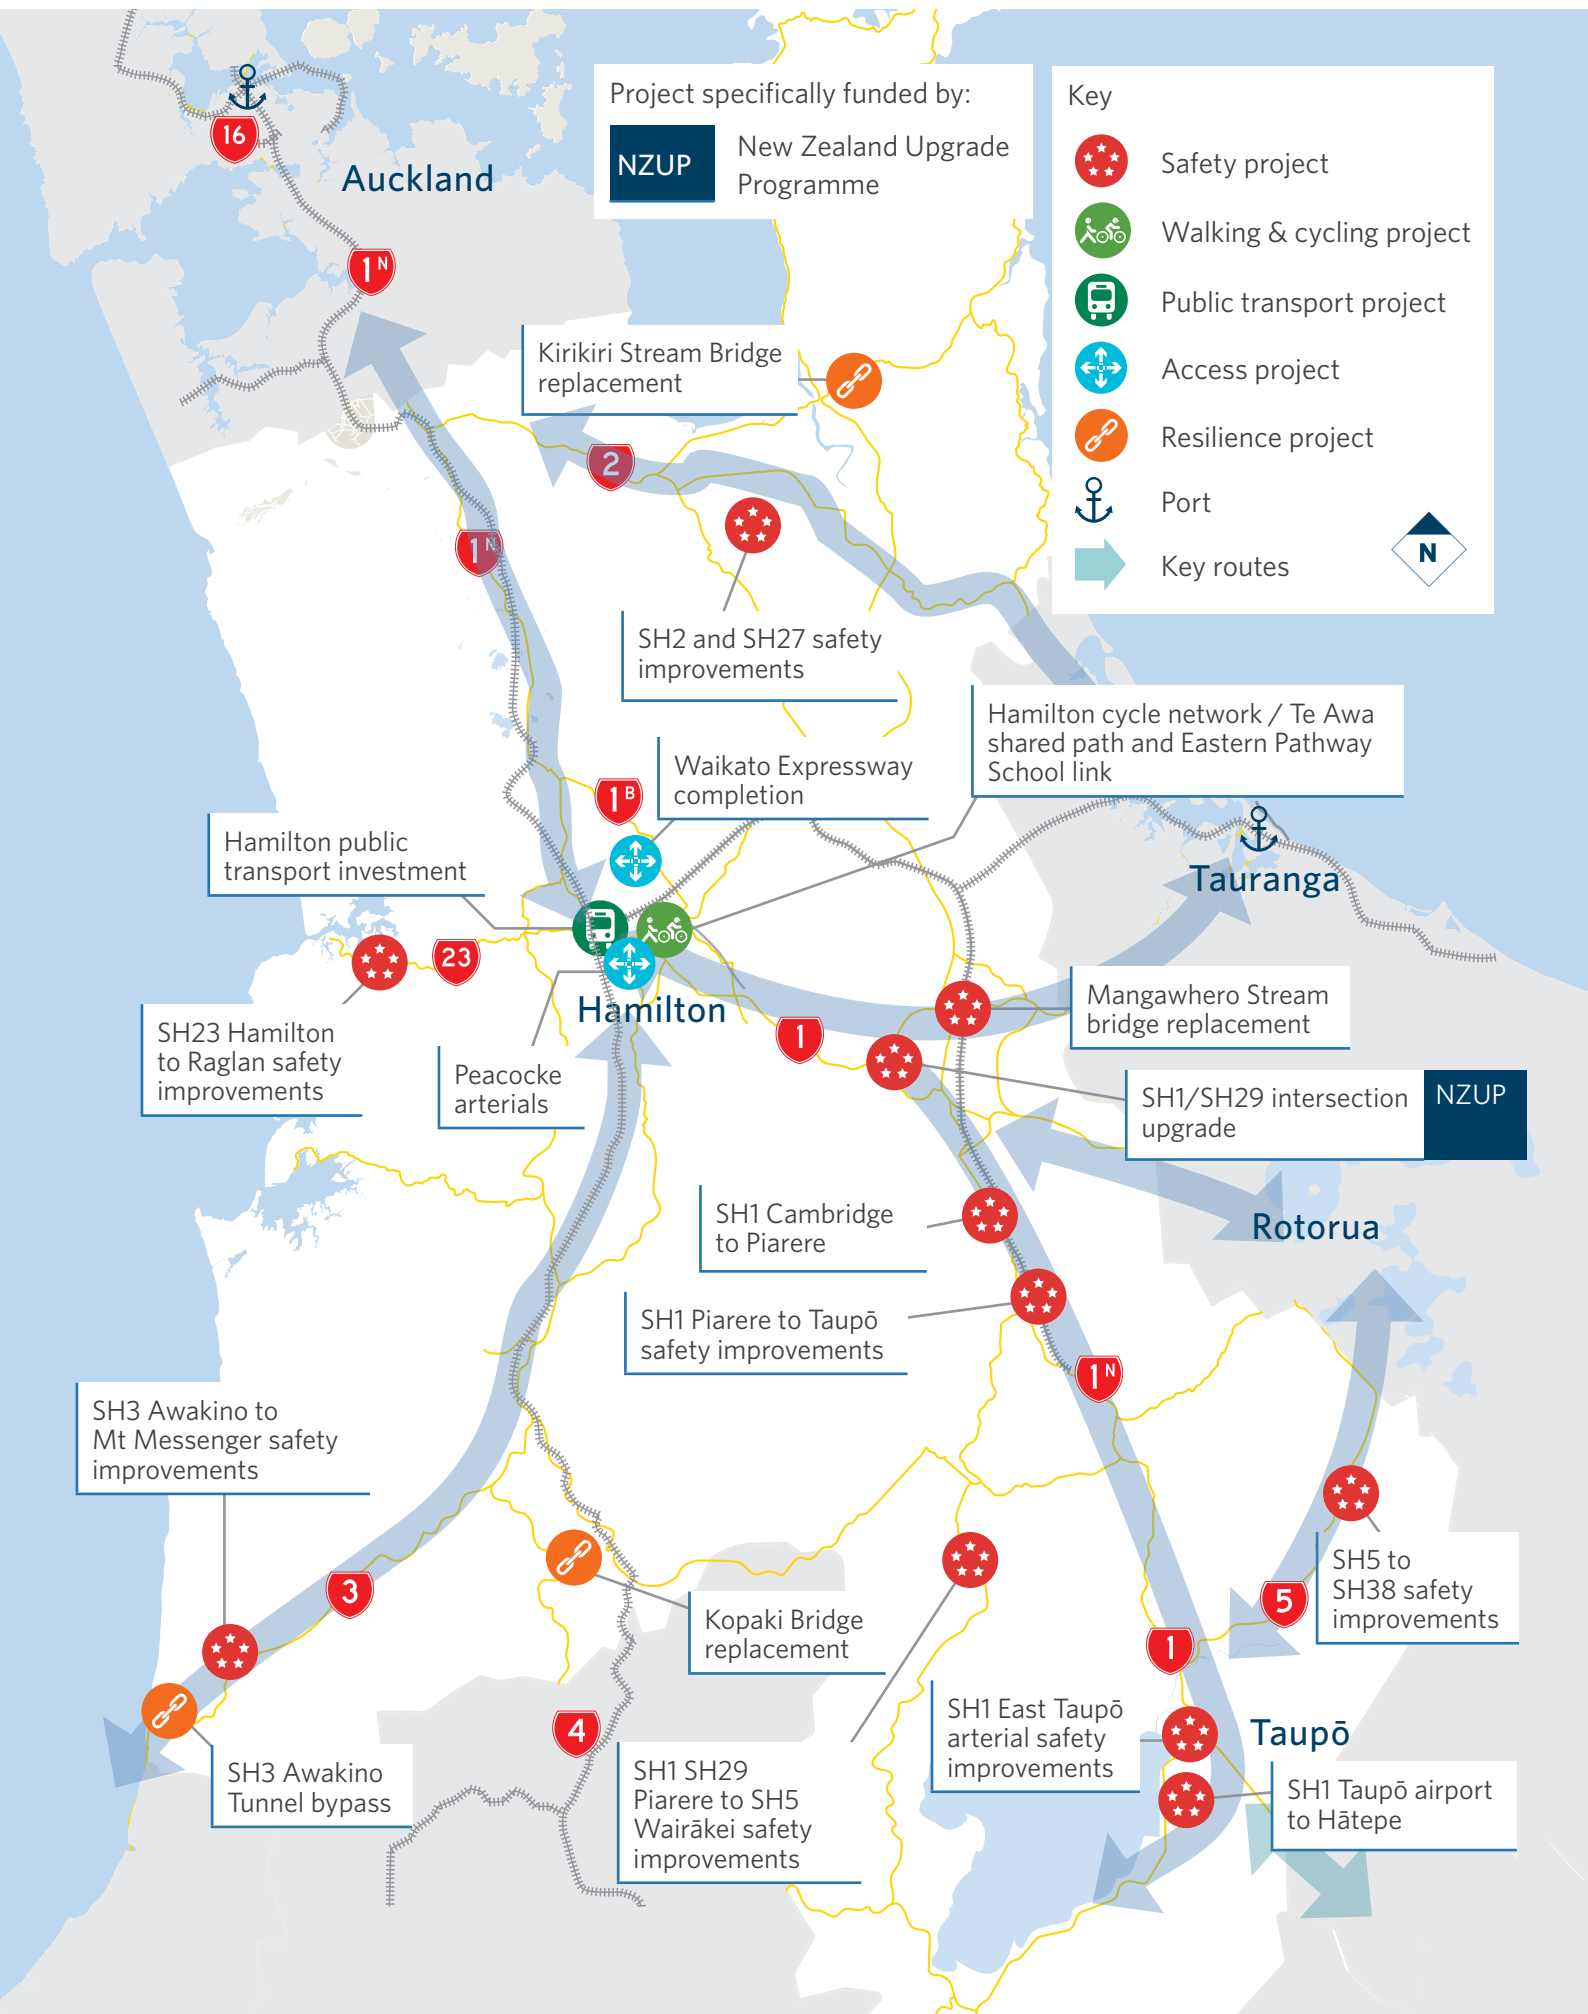 Project specifically funded by:
NZUP
New Zealand Upgrade
Programme
Key
Safety project
Walking & cycling project
Public transport project
Access project
Resilience project
Port
Key routes
N
16
Auckland
1N
Kirikiri Stream Bridge
replacement
2
1N
SH2 and SH27 safety
improvements
Hamilton cycle network / Te Awa
shared path and Eastern Pathway
School link
Waikato Expressway
completion
1B
Hamilton public
transport investment
Tauranga
23
Hamilton
Mangawhero Stream
bridge replacement
SH23 Hamilton
to Raglan safety
improvements
1
Peacocke
arterials
SH1/SH29 intersection
upgrade
NZUP
SH1 Cambridge
to Piarere
Rotorua
SH1 Piarere to Taupō
safety improvements
1N
SH3 Awakino to
Mt Messenger safety
improvements
SH5 to
SH38 safety
improvements
3
5
Kopaki Bridge
replacement
1
4
SH1 East Taupō
arterial safety
improvements
Taupō
SH3 Awakino
Tunnel bypass
SH1 SH29
Piarere to SH5
Wairākei safety
improvements
SH1 Taupō airport
to Hātepe